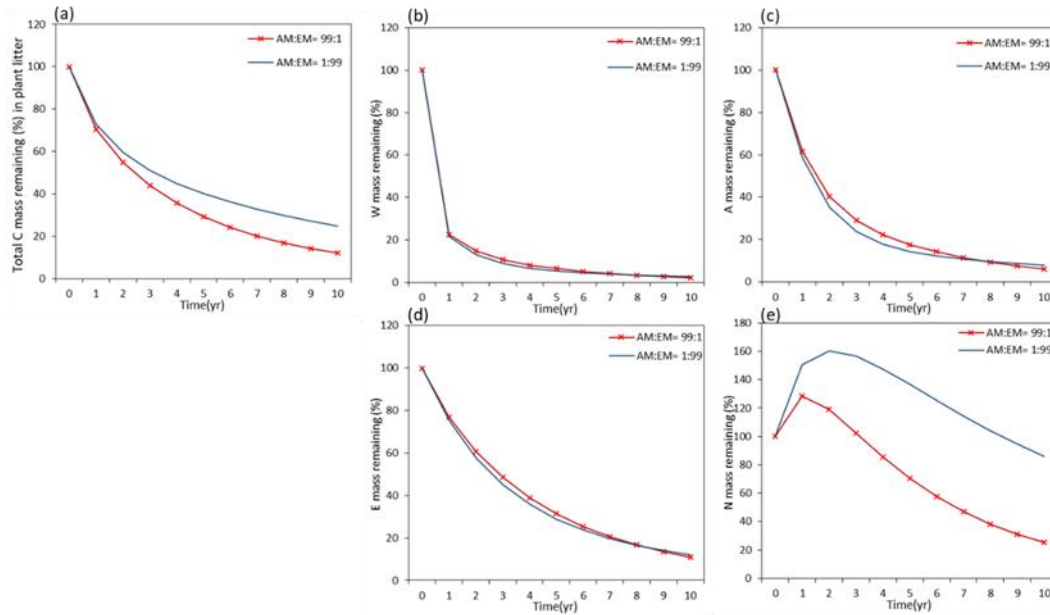 (a)
Total C mass remaining (%) in plant litter
120
100
80
60
40
20
0
AM:EM= 99:1
AM:EM= 1:99
0 1 2 3 4 5 6 7 8 9 10
Time(yr)
(b)
W mass remaining (%)
120
100
80
60
40
20
0
AM:EM= 99:1
AM:EM= 1:99
0 1 2 3 4 5 6 7 8 9 10
Time(yr)
(c)
A mass remaining (%)
120
100
80
60
40
20
0
AM:EM= 99:1
AM:EM= 1:99
0 1 2 3 4 5 6 7 8 9 10
Time(yr)
(d)
E mass remaining (%)
120
100
80
60
40
20
0
AM:EM= 99:1
AM:EM= 1:99
0 1 2 3 4 5 6 7 8 9 10
Time(yr)
(e)
N mass remaining (%)
180
160
140
120
100
80
60
40
20
0
AM:EM= 99:1
AM:EM= 1:99
0 1 2 3 4 5 6 7 8 9 10
Time(yr)